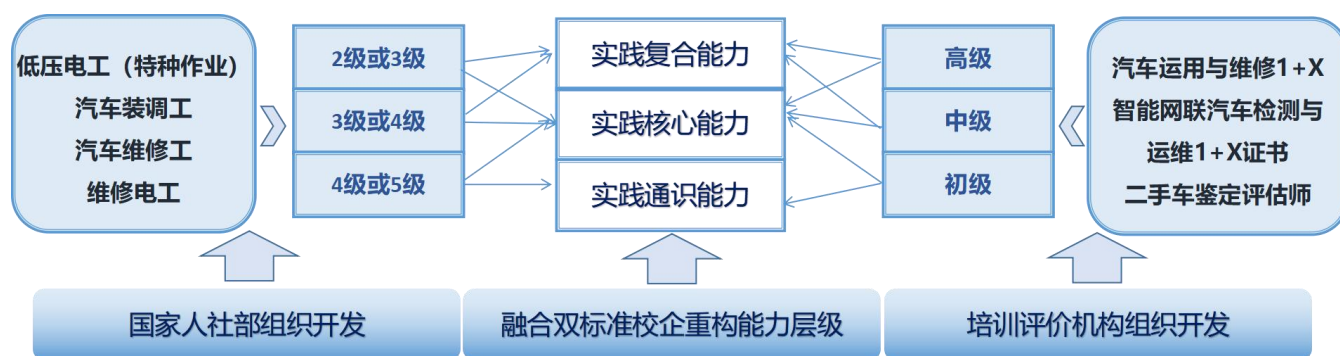 低压电工（特种作业）
汽车装调工
汽车维修工
维修电工
2级或3级
3级或4级
4级或5级
实践复合能力
实践核心能力
实践通识能力
高级
中级
初级
汽车运用与维修1+X
智能网联汽车检测与
运维1+X证书
二手车鉴定评估师
国家人社部组织开发
融合双标准校企重构能力层级
培训评价机构组织开发